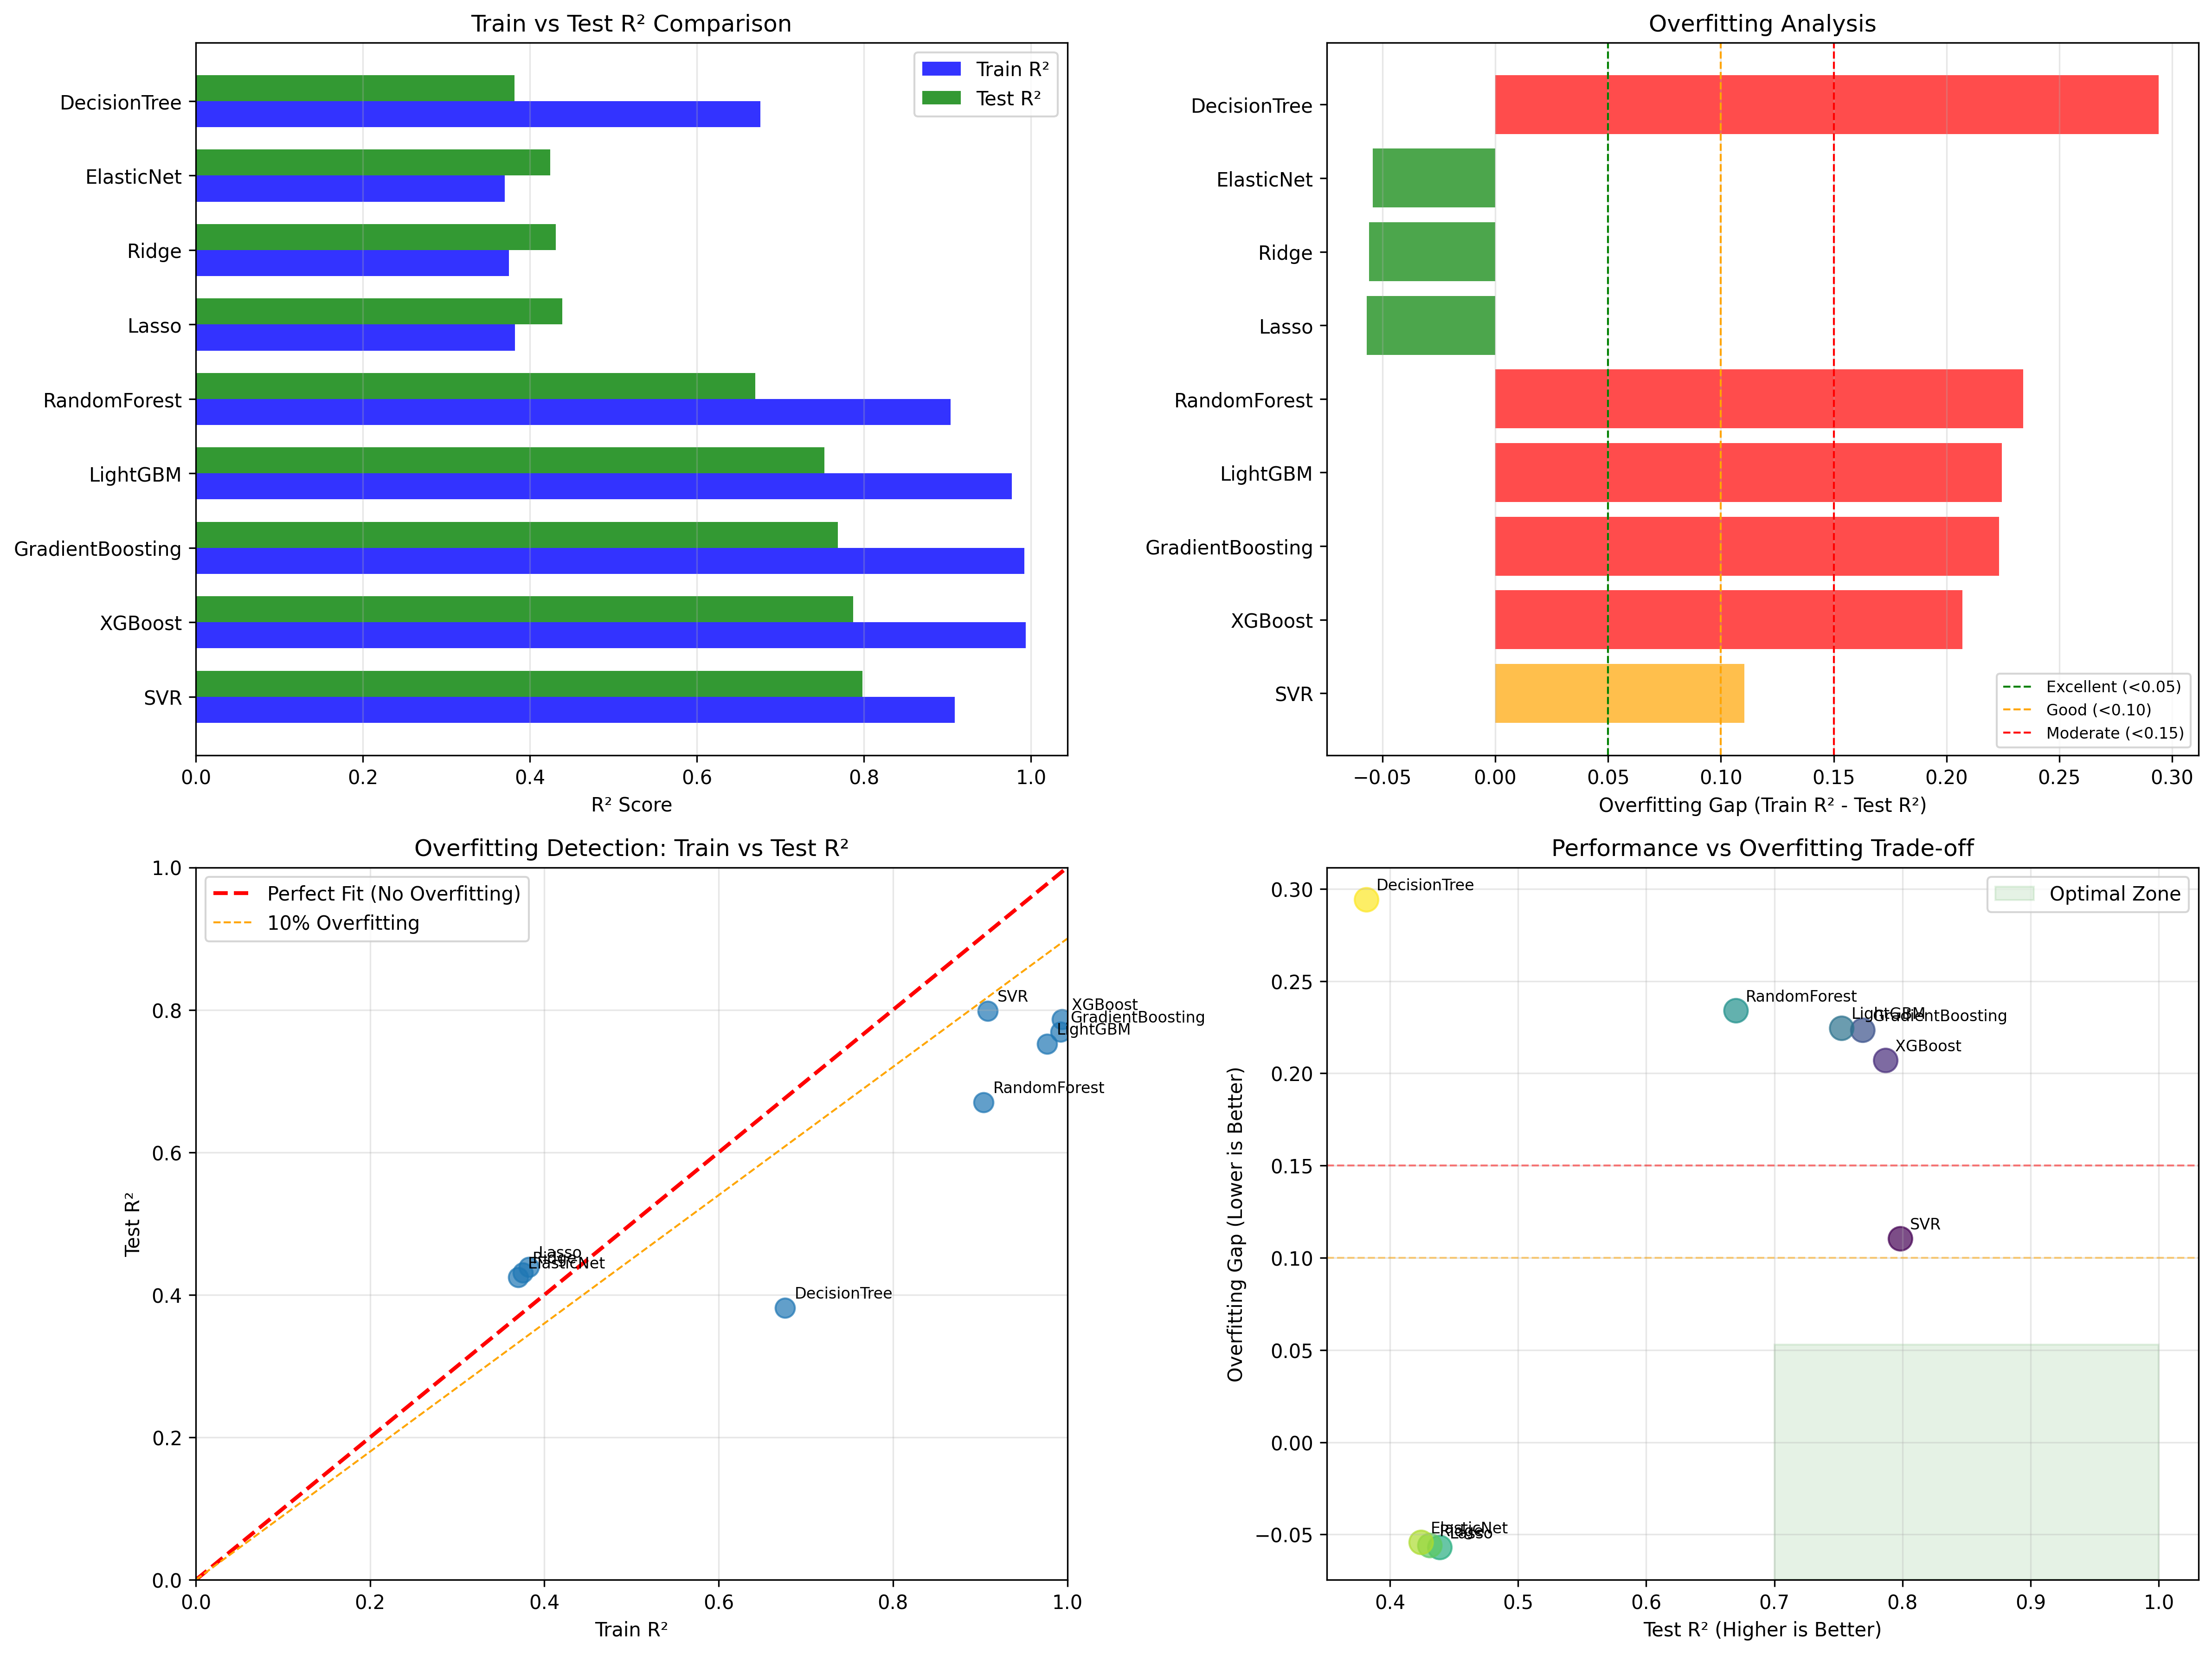 Train vs Test R² Comparison
Train R²
Test R²
DecisionTree
ElasticNet
Ridge
Lasso
RandomForest
LightGBM
GradientBoosting
XGBoost
SVR
0.0 0.2 0.4 0.6 0.8 1.0
R² Score
Overfitting Analysis
DecisionTree
ElasticNet
Ridge
Lasso
RandomForest
LightGBM
GradientBoosting
XGBoost
SVR
Excellent (<0.05)
Good (<0.10)
Moderate (<0.15)
−0.05 0.00 0.05 0.10 0.15 0.20 0.25 0.30
Overfitting Gap (Train R² - Test R²)
Overfitting Detection: Train vs Test R²
Perfect Fit (No Overfitting)
10% Overfitting
1.0
0.8
0.6
0.4
0.2
0.0
Test R²
SVR
XGBoost
GradientBoosting
LightGBM
RandomForest
Lasso
Ridge
ElasticNet
DecisionTree
0.0 0.2 0.4 0.6 0.8 1.0
Train R²
Performance vs Overfitting Trade-off
Optimal Zone
0.30
0.25
0.20
0.15
0.10
0.05
0.00
−0.05
Overfitting Gap (Lower is Better)
DecisionTree
RandomForest
LightGBM
GradientBoosting
XGBoost
SVR
ElasticNet
Ridge
Lasso
0.4 0.5 0.6 0.7 0.8 0.9 1.0
Test R² (Higher is Better)